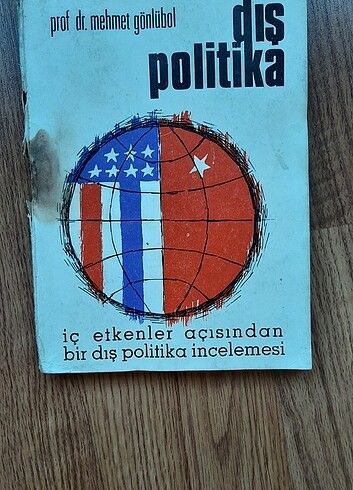 prof. dr. mehmet gönlübol
dış
politika
iç etkenler açısından
bir dış politika incelemesi